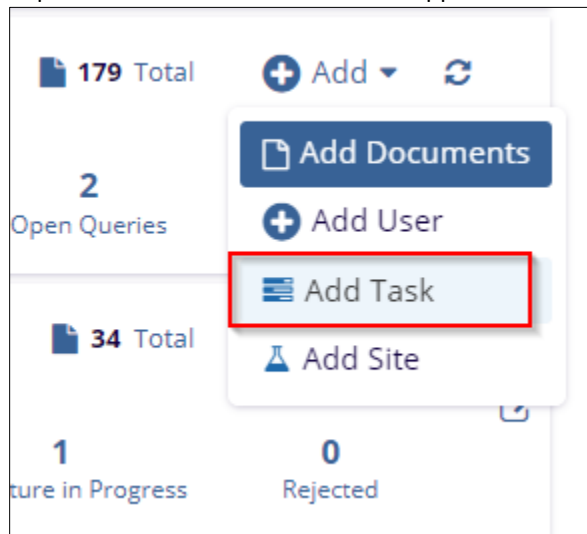 179 Total
Add
Add Documents
2
Open Queries
Add User
Add Task
34 Total
Add Site
1
0
ture in Progress
Rejected